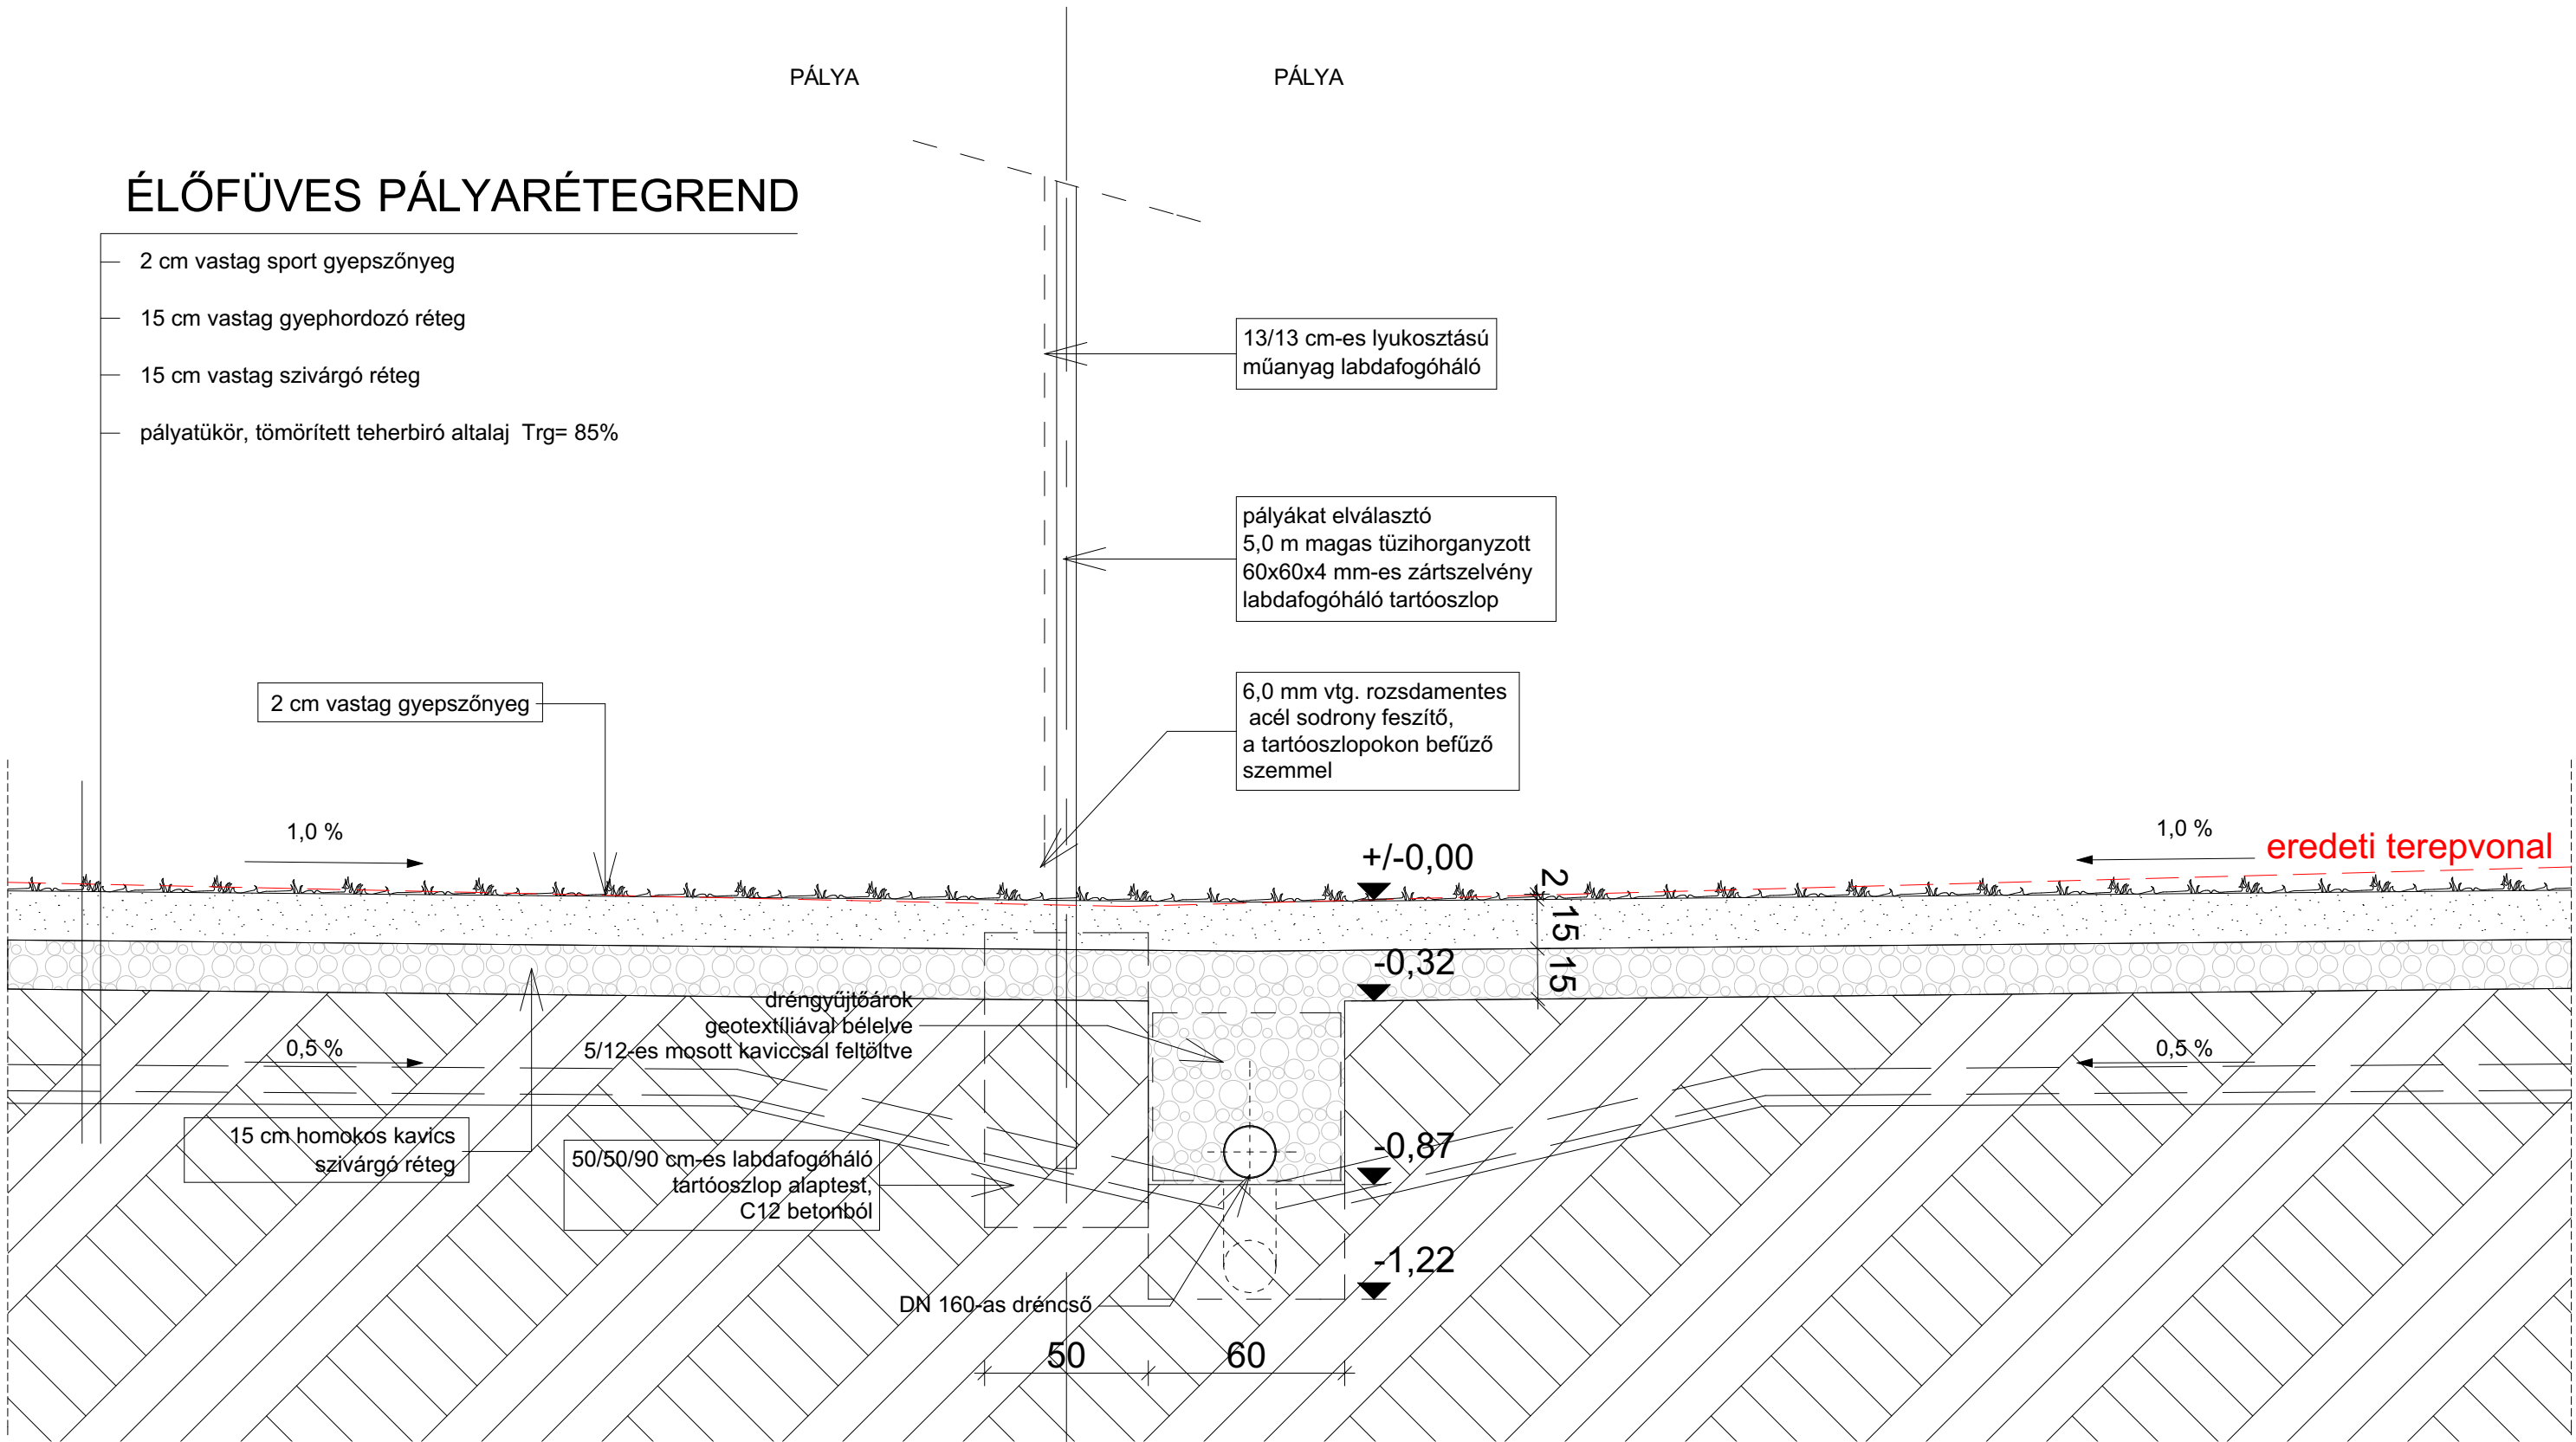 PÁLYA
PÁLYA
ÉLŐFÜVES PÁLYARÉTEGREND
2 cm vastag sport gyepszőnyeg
15 cm vastag gyephordozó réteg
15 cm vastag szivárgó réteg
pályatükör, tömörített teherbiró altalaj Trg= 85%
13/13 cm-es lyukosztású
műanyag labdafogóháló
pályákat elválasztó
5,0 m magas tüzihorganyzott
60x60x4 mm-es zártszelvény
labdafogóháló tartóoszlop
6,0 mm vtg. rozsdamentes
acél sodrony feszítő,
a tartóoszlopokon befűző
szemmel
2 cm vastag gyepszőnyeg
1,0 %
1,0 %
eredeti terepvonal
+/-0,00
2
15
15
-0,32
dréngyűjtőárok
geotextíliával bélelve
5/12-es mosott kaviccsal feltöltve
0,5 %
0,5 %
15 cm homokos kavics
szivárgó réteg
50/50/90 cm-es labdafogóháló
tartóoszlop alaptest,
C12 betonból
-0,87
-1,22
DN 160-as dréncső
50
60